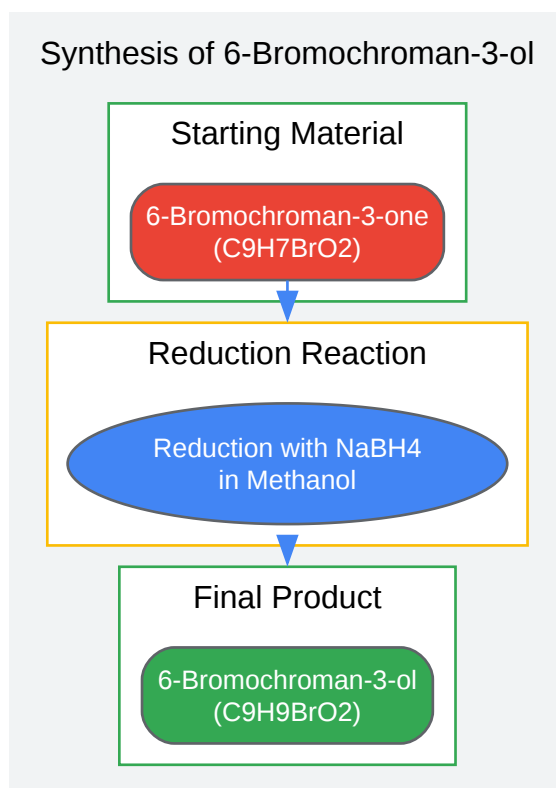 Synthesis of 6-Bromochroman-3-ol
Starting Material
6-Bromochroman-3-one
(C9H7BrO2)
Reduction Reaction
Reduction with NaBH4
in Methanol
Final Product
6-Bromochroman-3-ol
(C9H9BrO2)